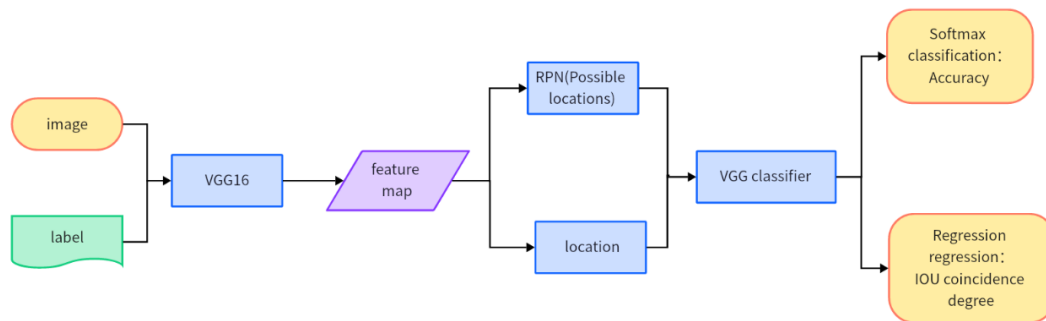 image
label
VGG16
feature
map
RPN(Possible
locations)
location
VGG classifier
Softmax
classification：
Accuracy
Regression
regression：
IOU coincidence
degree